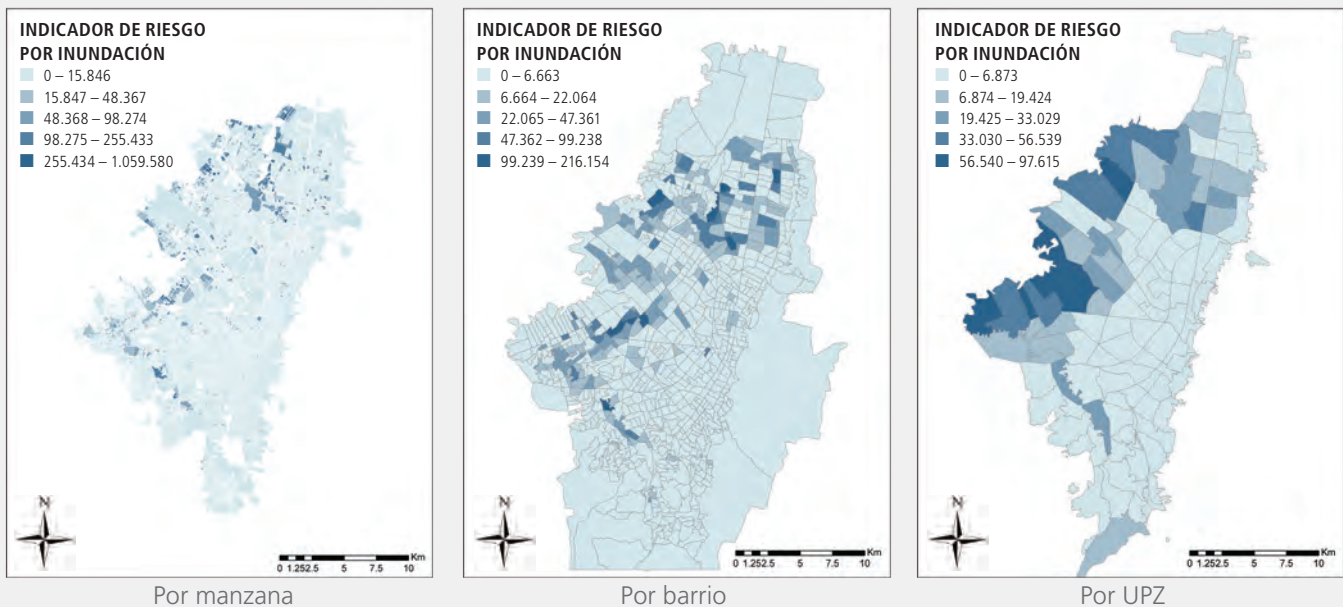 INDICADOR DE RIESGO
POR INUNDACIÓN
0 – 15.846
15.847 – 48.367
48.368 – 98.274
98.275 – 255.433
255.434 – 1.059.580
N
0 1.252.5 5 7.5 10 Km
Por manzana
INDICADOR DE RIESGO
POR INUNDACIÓN
0 – 6.663
6.664 – 22.064
22.065 – 47.361
47.362 – 99.238
99.239 – 216.154
N
0 1.252.5 5 7.5 10 Km
Por barrio
INDICADOR DE RIESGO
POR INUNDACIÓN
0 – 6.873
6.874 – 19.424
19.425 – 33.029
33.030 – 56.539
56.540 – 97.615
N
0 1.252.5 5 7.5 10 Km
Por UPZ